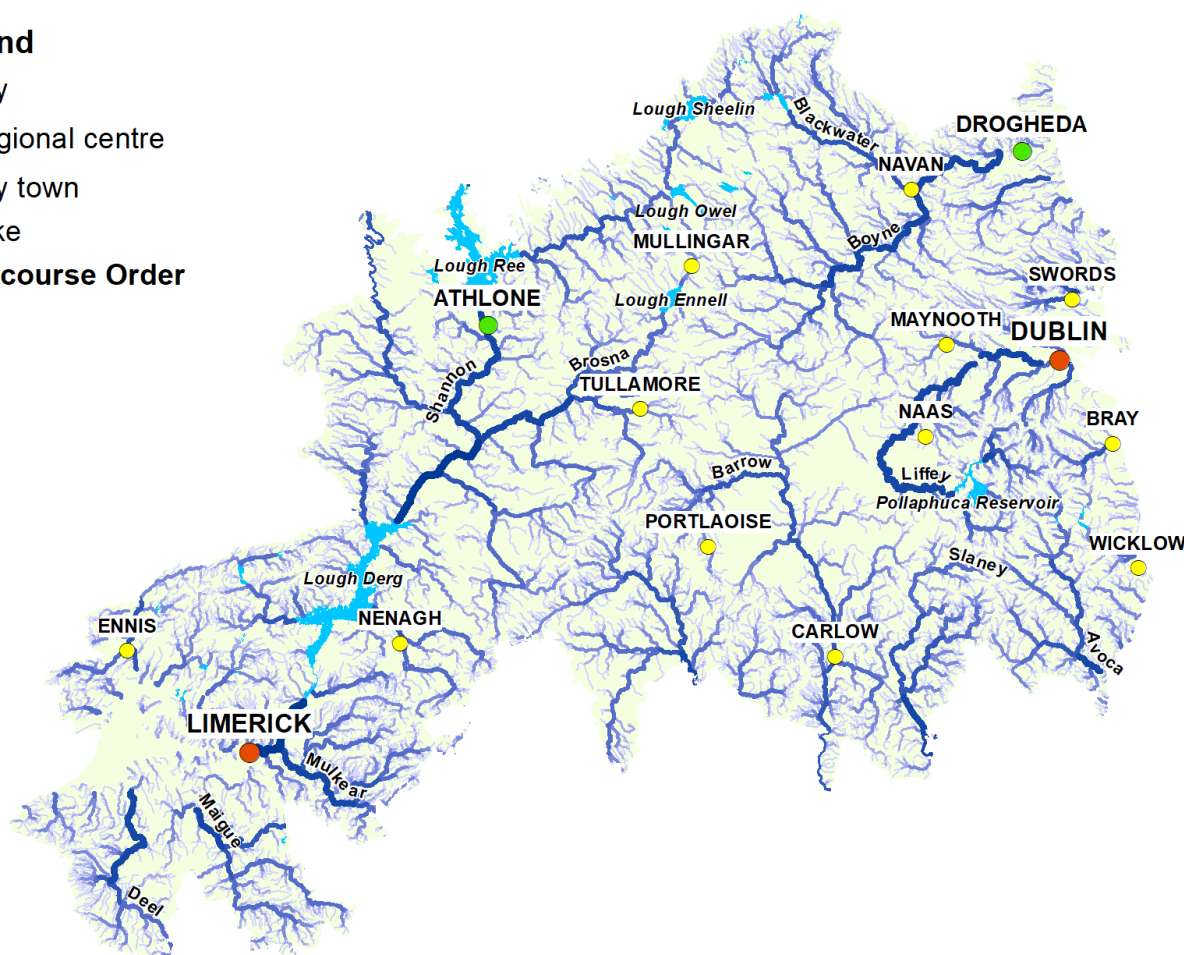 nd
y
gional centre
y town
ke
course Order
Lough Sheelin
Blackwater
DROGHEDA
NAVAN
Lough Owel
MULLINGAR
Boyne
Lough Ree
SWORDS
ATHLONE
Lough Ennell
MAYNOOTH
DUBLIN
Shannon
Brosna
TULLAMORE
NAAS
BRAY
Barrow
Liffey
Pollaphuca Reservoir
PORTLAOISE
WICKLOW
Slaney
Lough Derg
NENAGH
ENNIS
CARLOW
Avoca
LIMERICK
Mulkear
Maigue
Deel